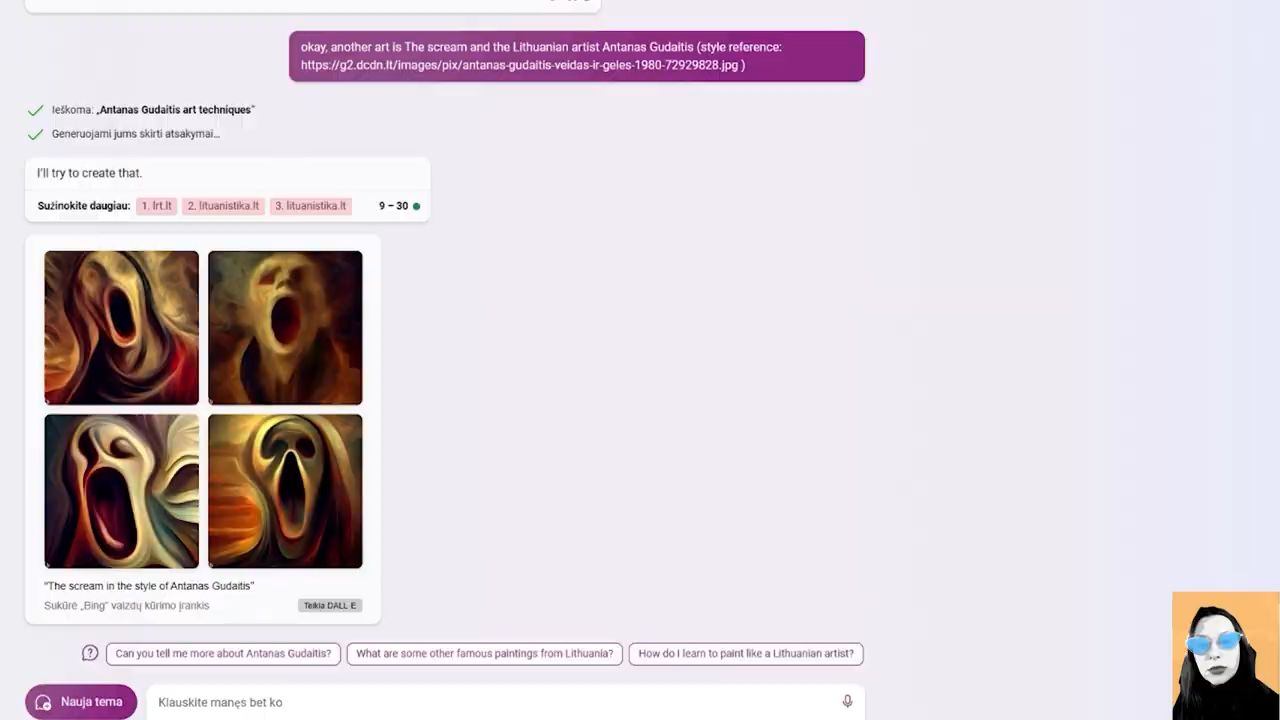 okay, another art is The scream and the Lithuanian artist Antanas Gudaitis (style reference:
https://g2.dcdn.lt/images/pix/antanas-gudaitis-veidas-ir-geles-1980-72929828.jpg )
Ieškoma: „Antanas Gudaitis art techniques“
Generuojami jums skirti atsakymai...
I'll try to create that.
Sužinokite daugiau: 1. lrt.lt 2. lituanistika.lt 3. lituanistika.lt 9 – 30
"The scream in the style of Antanas Gudaitis"
Sukūrė „Bing“ vaizdų kūrimo įrankis Teikia DALL E
Can you tell me more about Antanas Gudaitis? What are some other famous paintings from Lithuania? How do I learn to paint like a Lithuanian artist?
Nauja tema Klauskite manęs bet ko